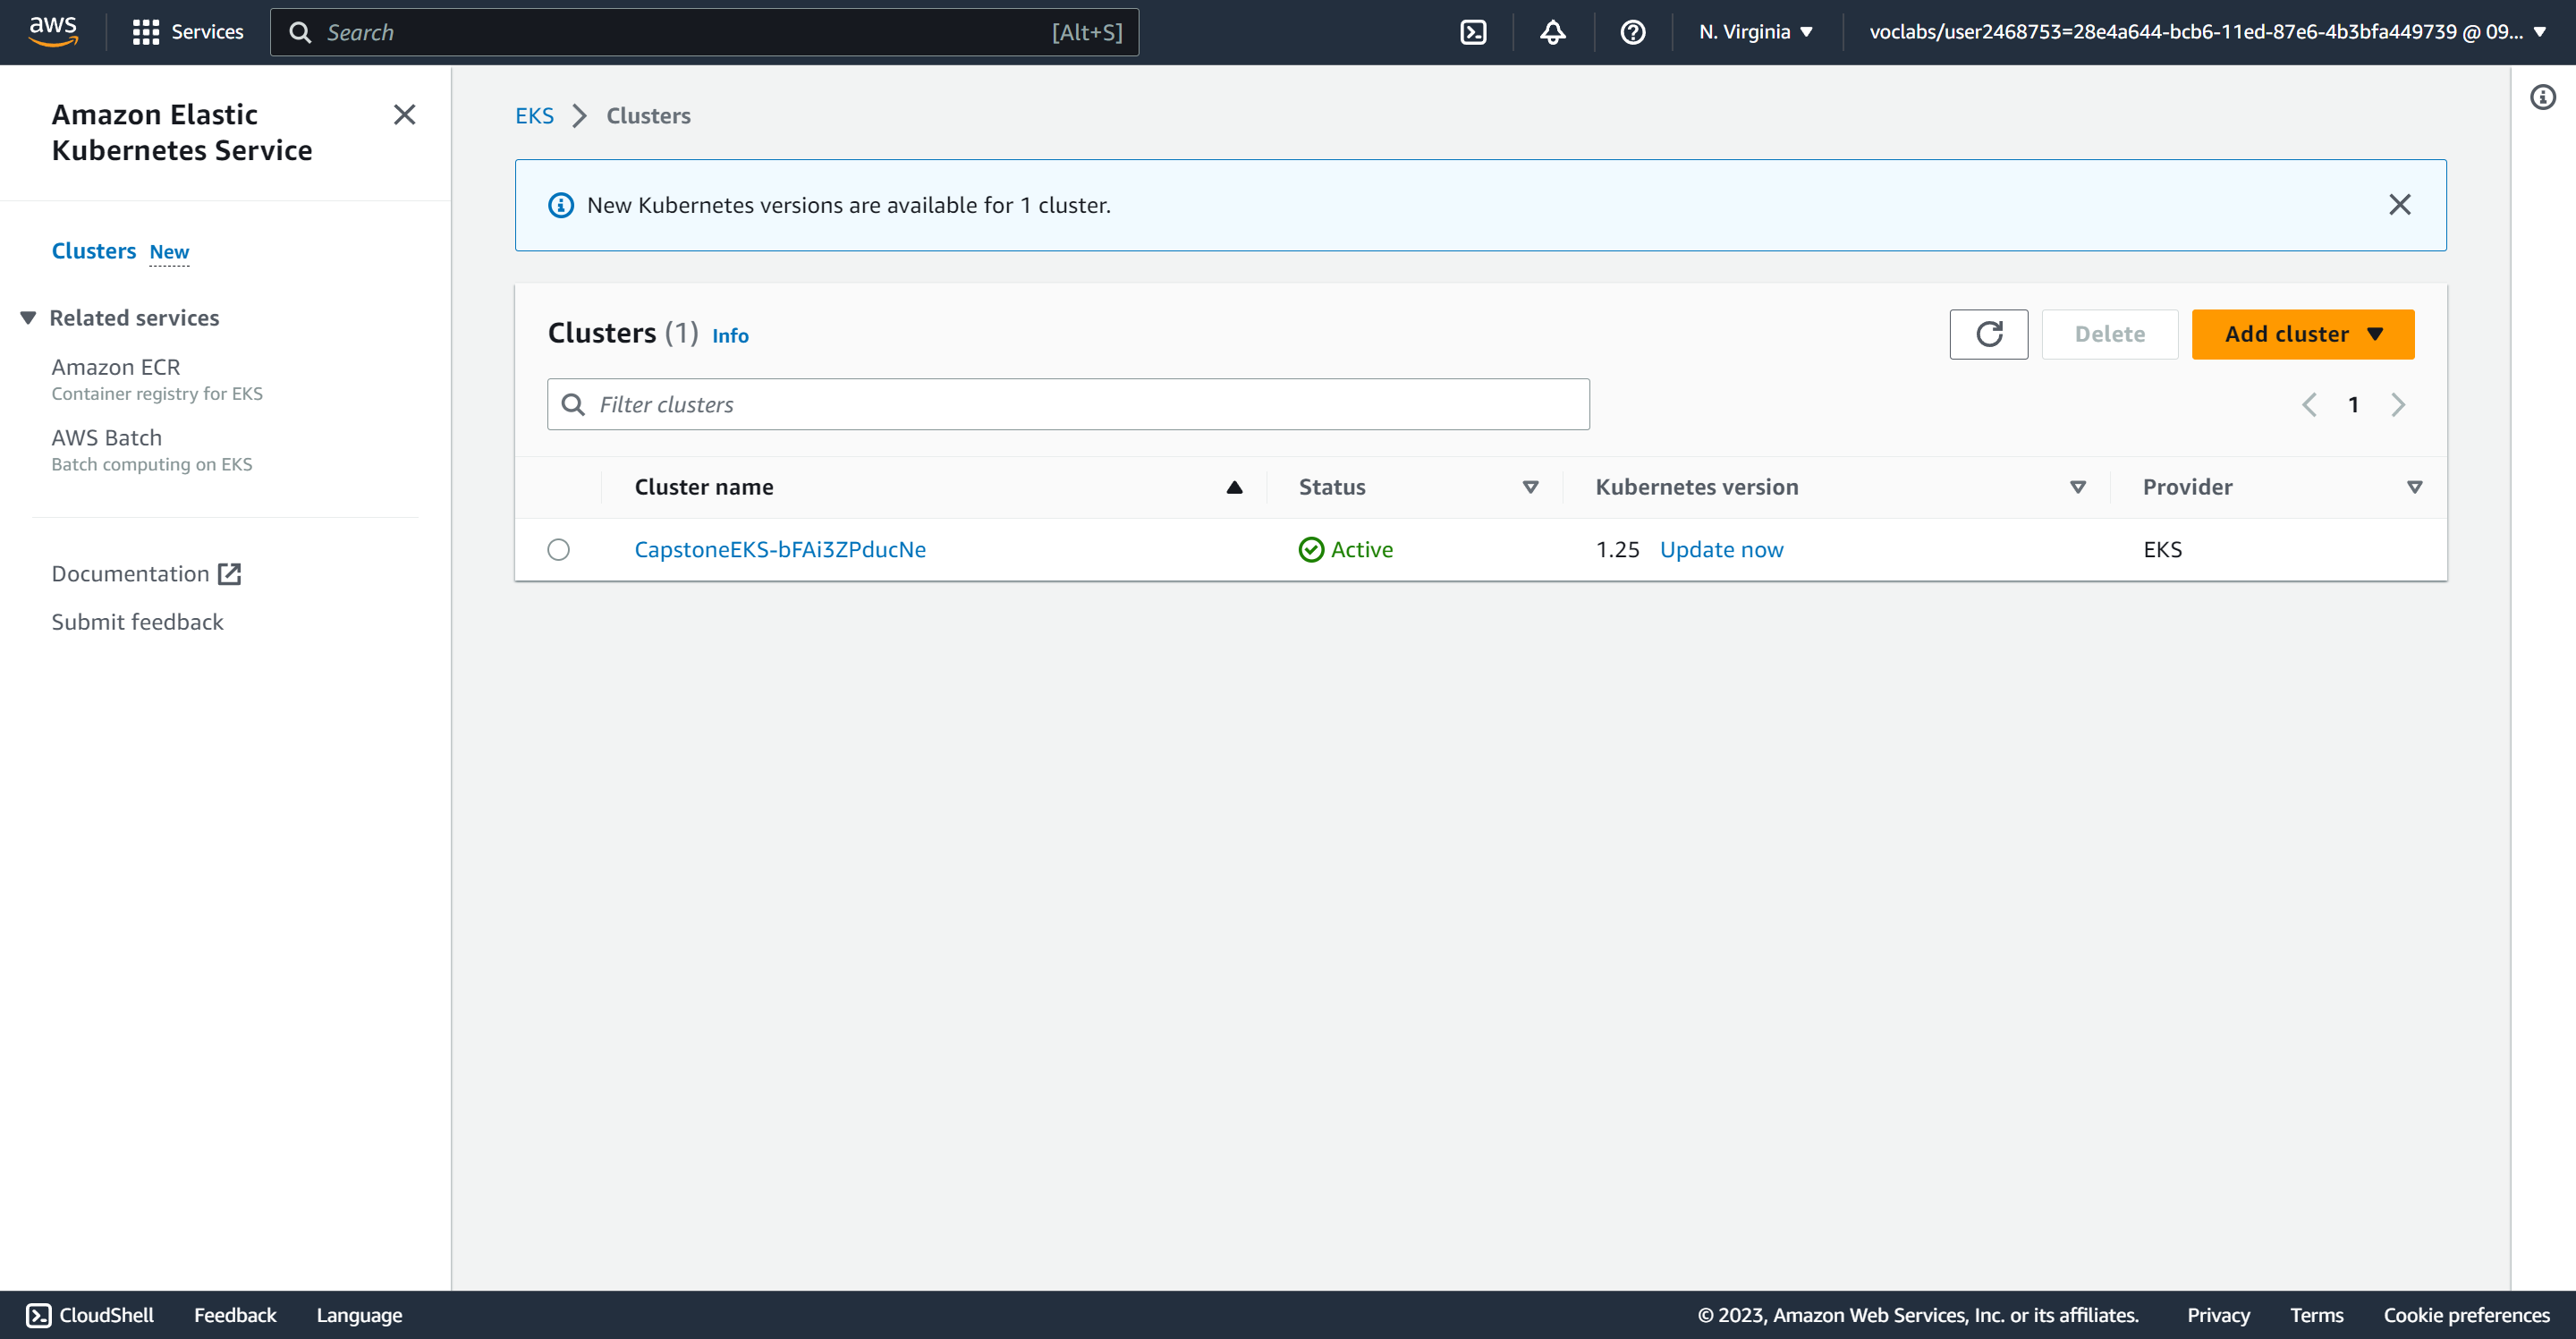 aws
Services
Search [Alt+S]
N. Virginia
voclabs/user2468753=28e4a644-bcb6-11ed-87e6-4b3bfa449739 @ 09...
Amazon Elastic
Kubernetes Service
Clusters New
Related services
Amazon ECR
Container registry for EKS
AWS Batch
Batch computing on EKS
Documentation
Submit feedback
EKS Clusters
New Kubernetes versions are available for 1 cluster.
Clusters (1) Info
Delete
Add cluster
Filter clusters
1
Cluster name Status Kubernetes version Provider
CapstoneEKS-bFAi3ZPducNe Active 1.25 Update now EKS
CloudShell Feedback Language
© 2023, Amazon Web Services, Inc. or its affiliates. Privacy Terms Cookie preferences